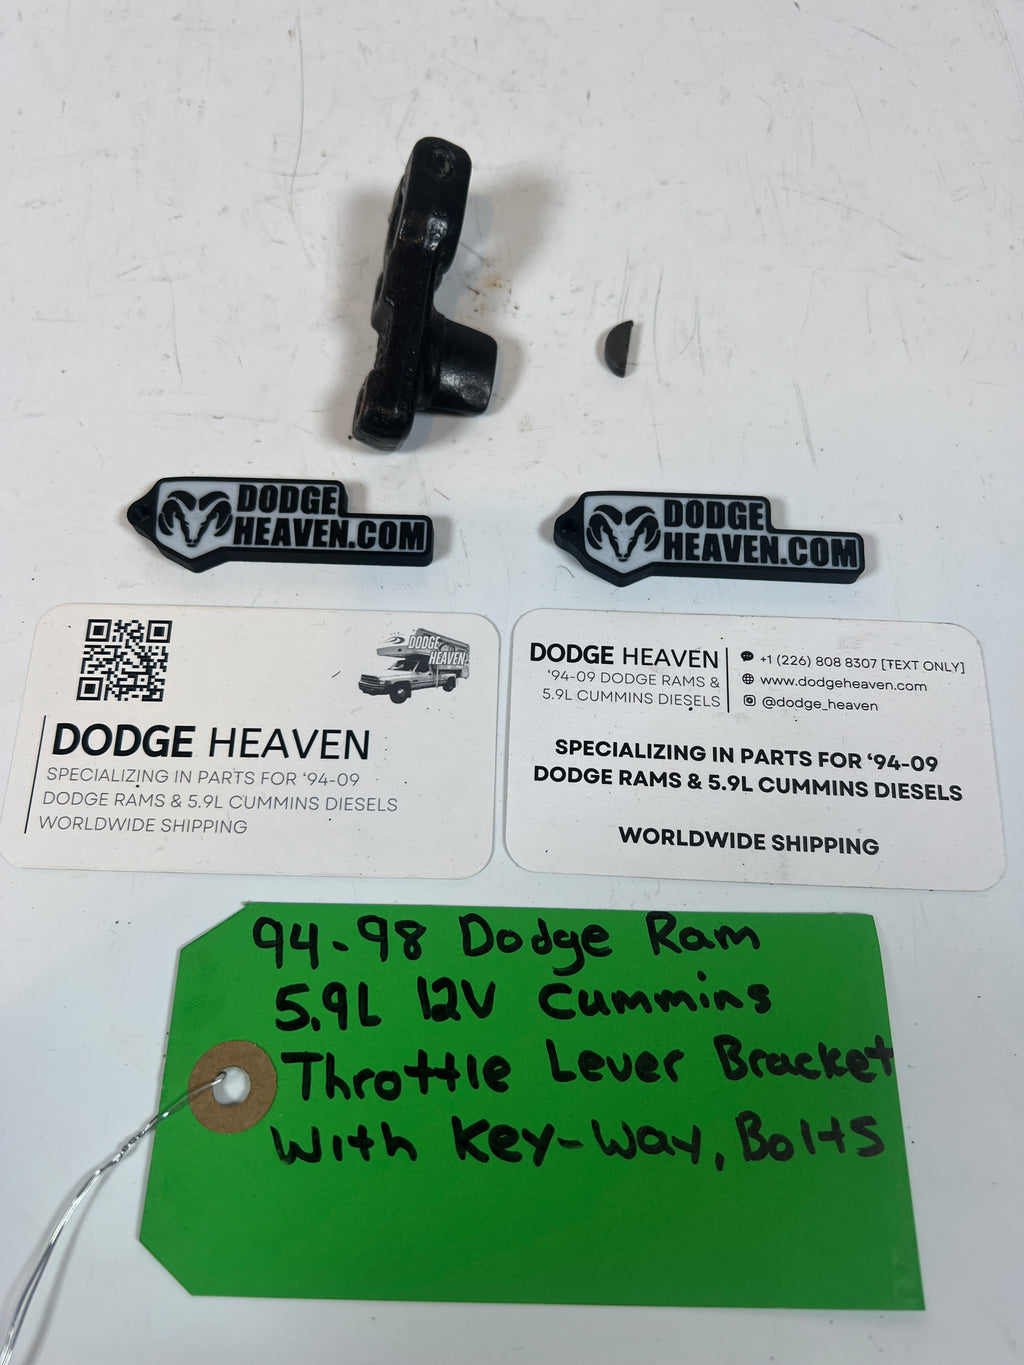 DODGE
HEAVEN.COM
DODGE
HEAVEN.COM
DODGE
HEAVEN
DODGE HEAVEN
SPECIALIZING IN PARTS FOR ‘94-09
DODGE RAMS & 5.9L CUMMINS DIESELS
WORLDWIDE SHIPPING
DODGE HEAVEN
‘94-09 DODGE RAMS &
5.9L CUMMINS DIESELS
+1 (226) 808 8307 [TEXT ONLY]
www.dodgeheaven.com
@dodge_heaven
SPECIALIZING IN PARTS FOR ‘94-09
DODGE RAMS & 5.9L CUMMINS DIESELS
WORLDWIDE SHIPPING
94-98 Dodge Ram
5.9L 12V Cummins
Throttle Lever Bracket
With Key-Way, Bolts